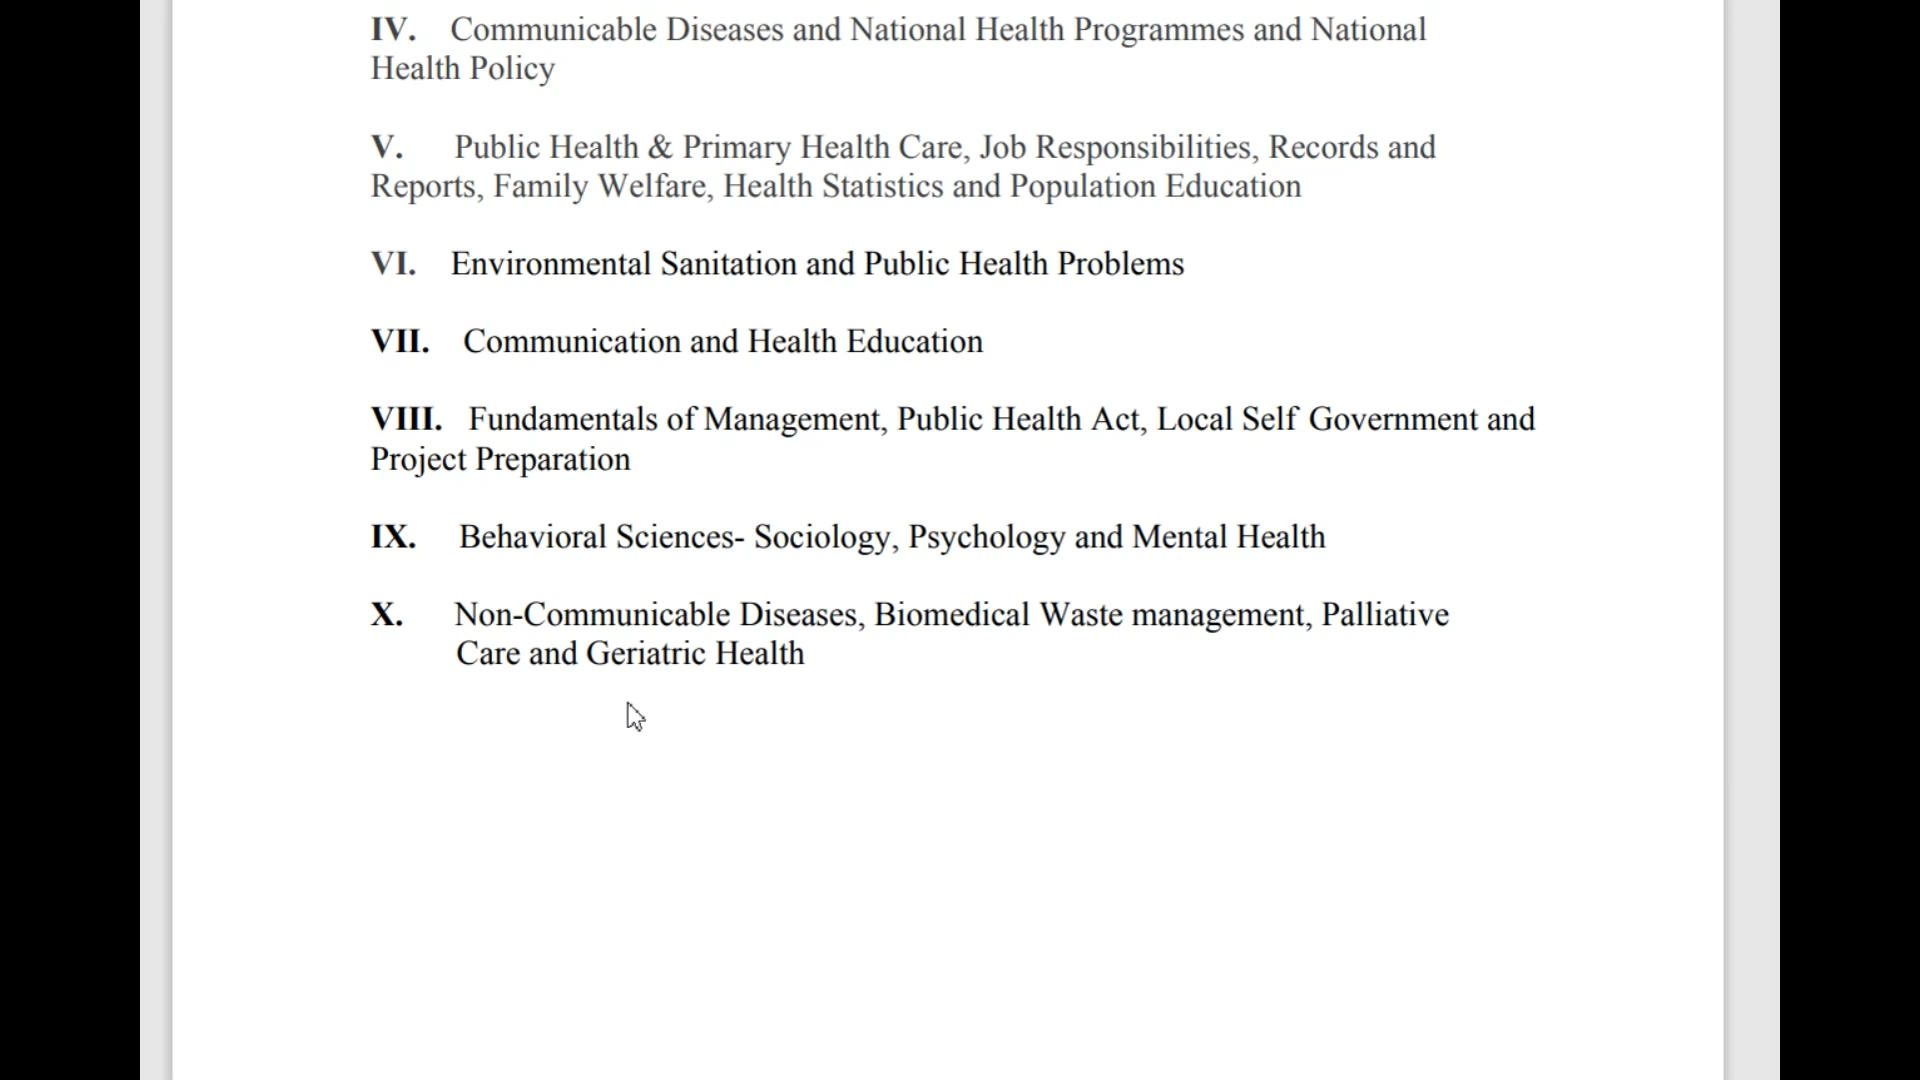 IV. Communicable Diseases and National Health Programmes and National
Health Policy
V. Public Health & Primary Health Care, Job Responsibilities, Records and
Reports, Family Welfare, Health Statistics and Population Education
VI. Environmental Sanitation and Public Health Problems
VII. Communication and Health Education
VIII. Fundamentals of Management, Public Health Act, Local Self Government and
Project Preparation
IX. Behavioral Sciences- Sociology, Psychology and Mental Health
X. Non-Communicable Diseases, Biomedical Waste management, Palliative
Care and Geriatric Health